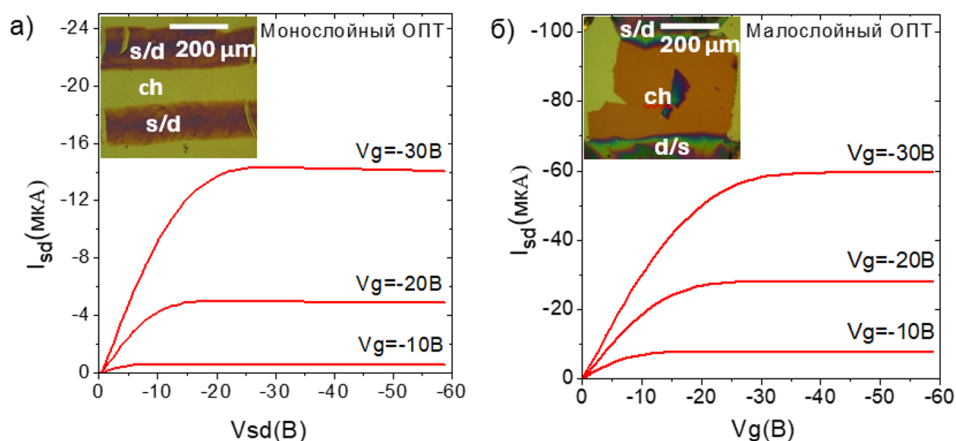 а)
Монослойный ОПТ
s/d
200 µm
ch
s/d
Vg=-30В
Vg=-20В
Vg=-10В
-24
-20
-16
-12
-8
-4
0
I_sd(мкА)
0 -10 -20 -30 -40 -50 -60
Vsd(В)
б)
Малослойный ОПТ
s/d
200 µm
ch
d/s
Vg=-30В
Vg=-20В
Vg=-10В
-100
-80
-60
-40
-20
0
I_sd(мкА)
0 -10 -20 -30 -40 -50 -60
Vg(В)